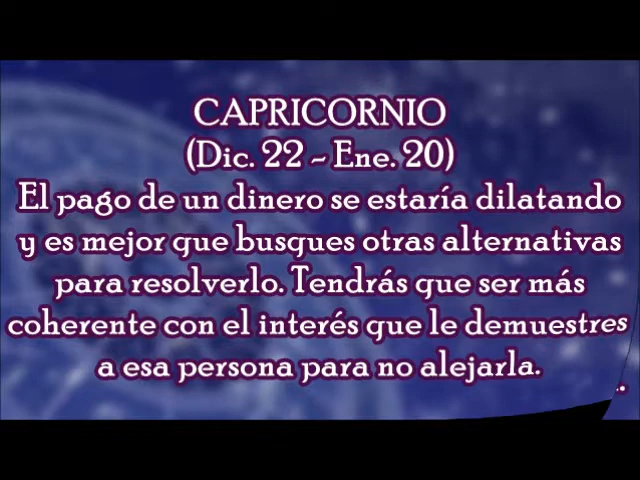 CAPRICORNIO
(Dic. 22 - Ene. 20)
El pago de un dinero se estaría dilatando
y es mejor que busques otras alternativas
para resolverlo. Tendrás que ser más
coherente con el interés que le demuestres
a esa persona para no alejarla.